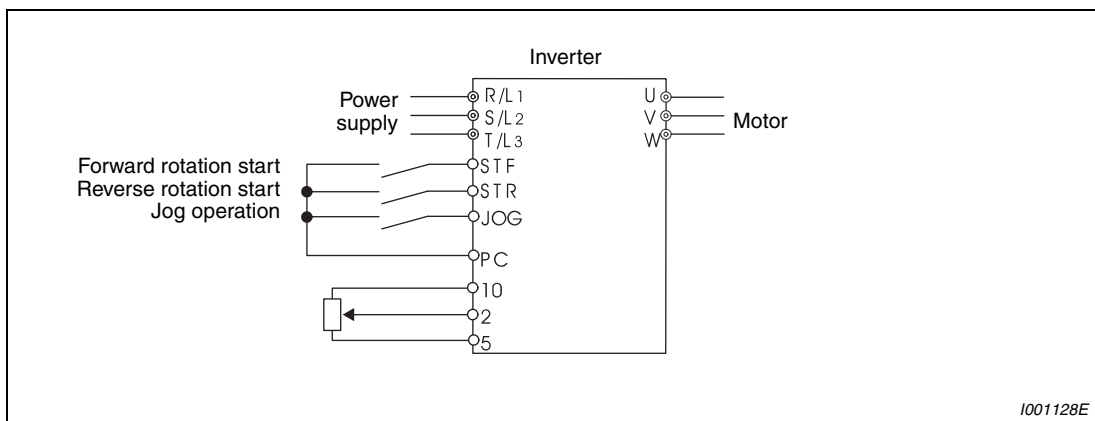 Inverter
Power supply
R/L1
S/L2
T/L3
U
V
W
Motor
Forward rotation start
STF
Reverse rotation start
STR
Jog operation
JOG
PC
10
2
5
I001128E